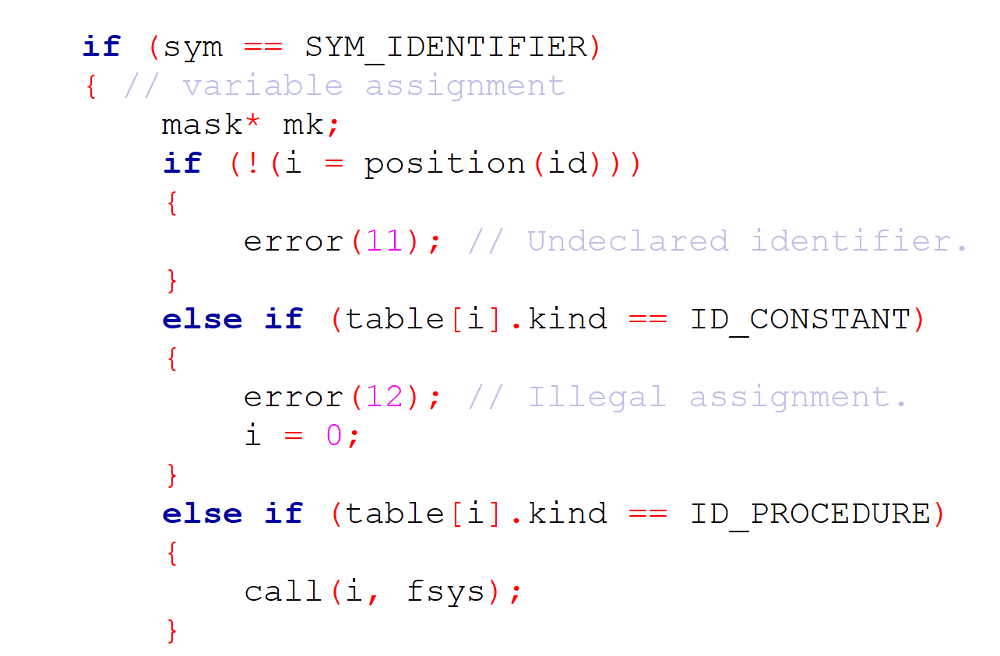 if (sym == SYM_IDENTIFIER)
{ // variable assignment
mask* mk;
if (!(i = position(id)))
{
error(11); // Undeclared identifier.
}
else if (table[i].kind == ID_CONSTANT)
{
error(12); // Illegal assignment.
i = 0;
}
else if (table[i].kind == ID_PROCEDURE)
{
call(i, fsys);
}